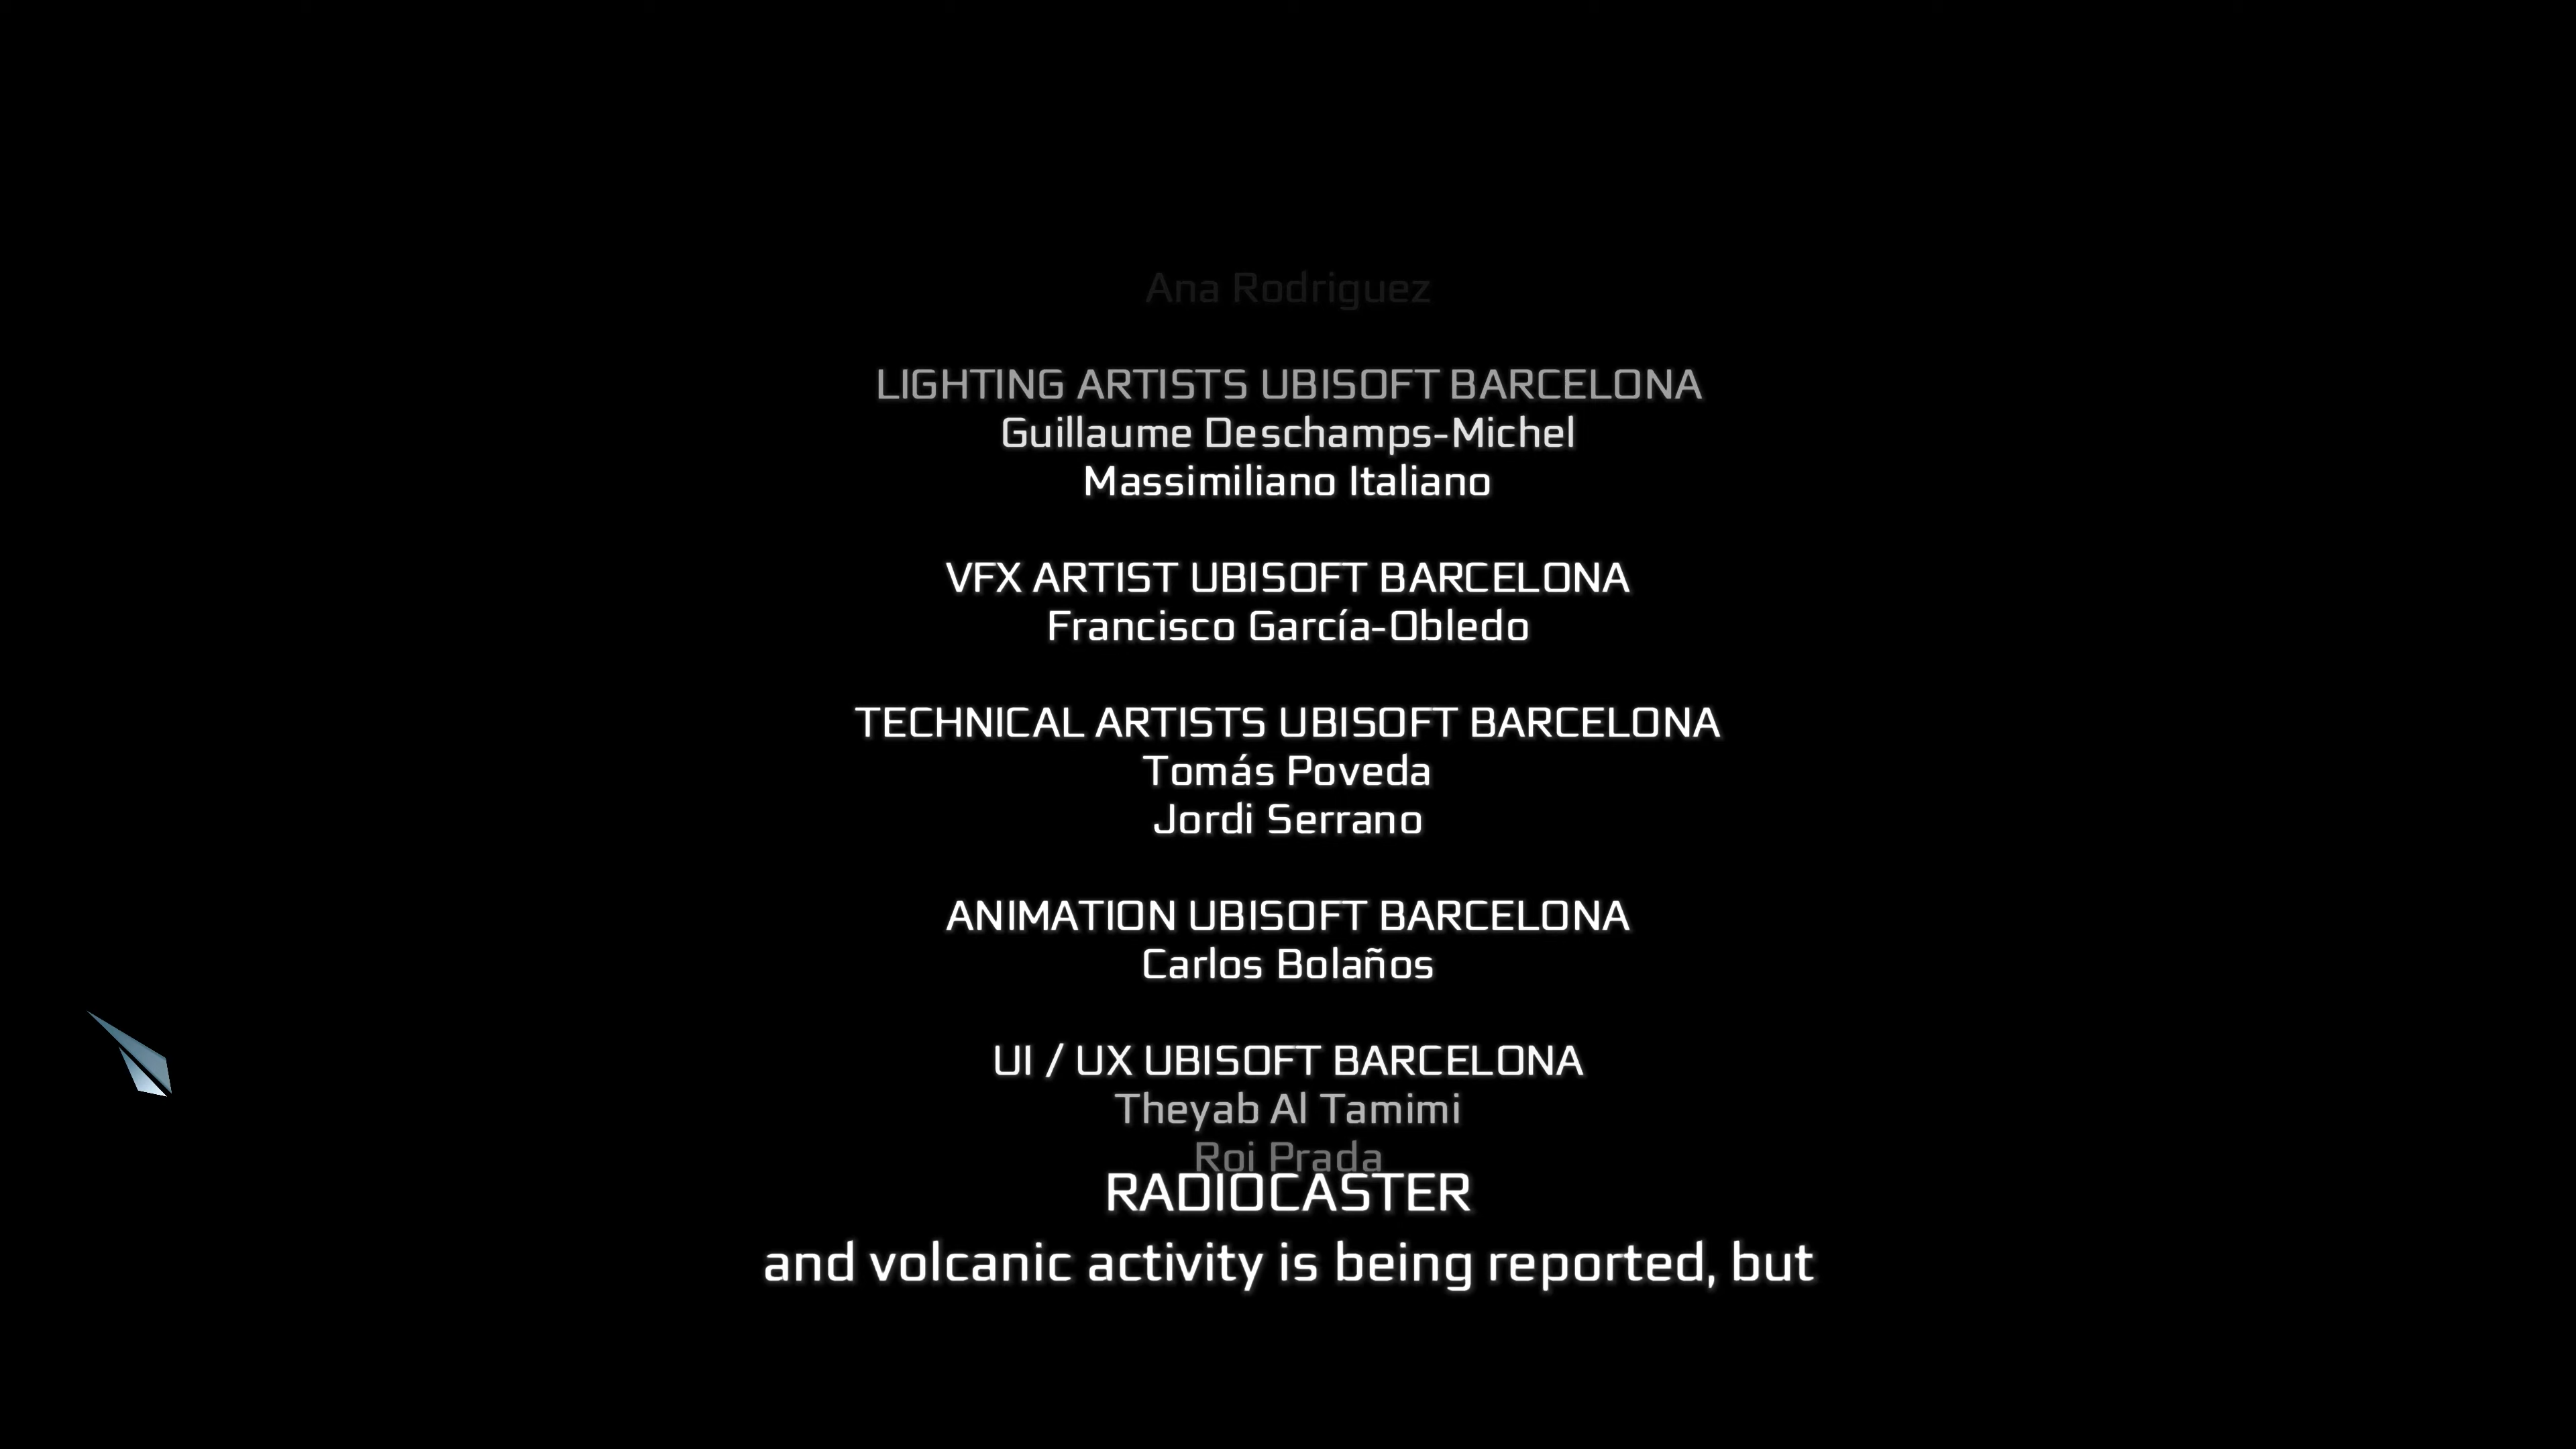 Ana Rodriguez
LIGHTING ARTISTS UBISOFT BARCELONA
Guillaume Deschamps-Michel
Massimiliano Italiano
VFX ARTIST UBISOFT BARCELONA
Francisco García-Obledo
TECHNICAL ARTISTS UBISOFT BARCELONA
Tomás Poveda
Jordi Serrano
ANIMATION UBISOFT BARCELONA
Carlos Bolaños
UI / UX UBISOFT BARCELONA
Theyab Al Tamimi
Roi Prada
RADIOCASTER
and volcanic activity is being reported, but